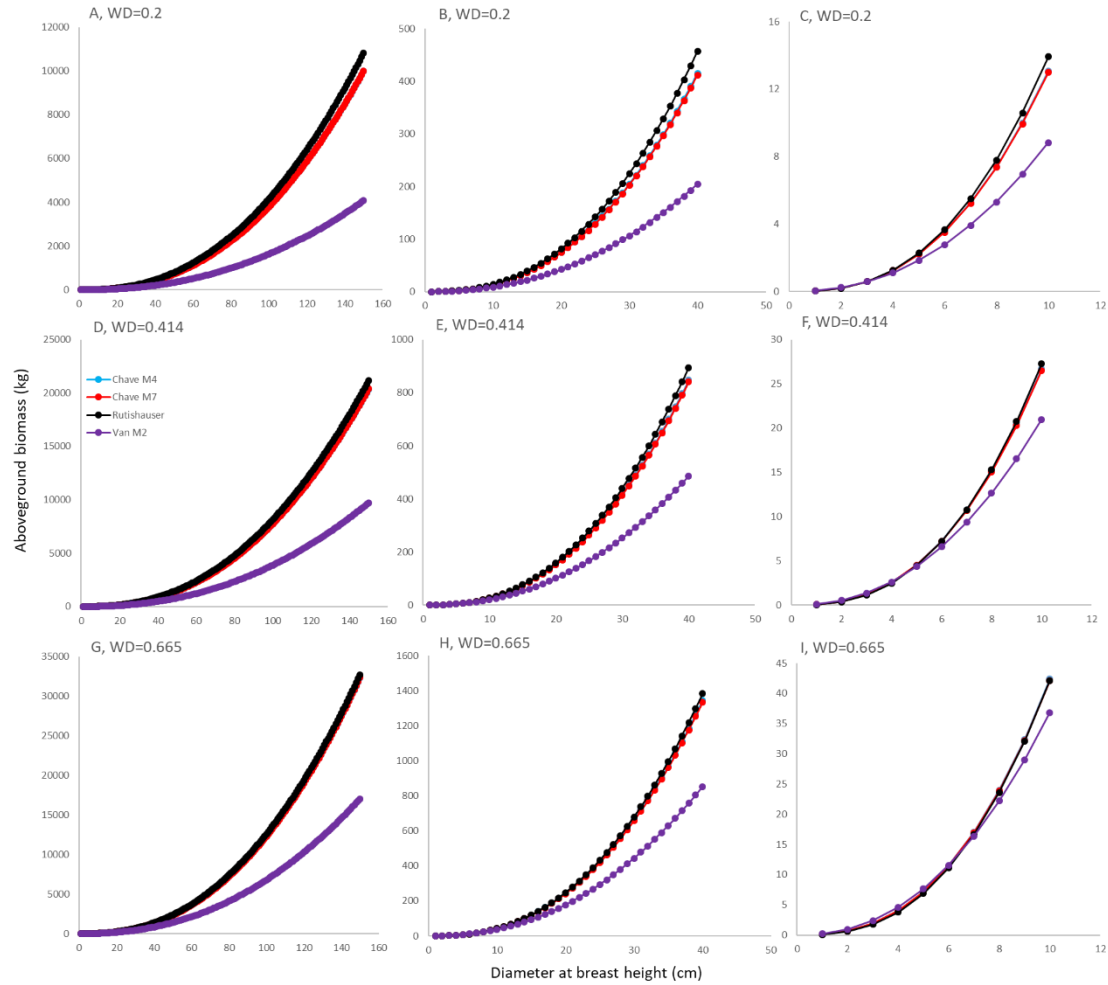 A, WD=0.2
12000
10000
8000
6000
4000
2000
0
20 40 60 80 100 120 140 160
B, WD=0.2
500
400
300
200
100
0
0 10 20 30 40 50
C, WD=0.2
16
14
12
10
8
6
4
2
0
0 2 4 6 8 10 12
D, WD=0.414
25000
20000
15000
10000
5000
0
0 20 40 60 80 100 120 140 160
Chave M4
Chave M7
Rutishauser
Van M2
E, WD=0.414
1000
800
600
400
200
0
0 10 20 30 40 50
F, WD=0.414
30
25
20
15
10
5
0
0 2 4 6 8 10 12
G, WD=0.665
35000
30000
25000
20000
15000
10000
5000
0
0 20 40 60 80 100 120 140 160
H, WD=0.665
1600
1400
1200
1000
800
600
400
200
0
0 10 20 30 40 50
I, WD=0.665
45
40
35
30
25
20
15
10
5
0
0 2 4 6 8 10 12
Aboveground biomass (kg)
Diameter at breast height (cm)